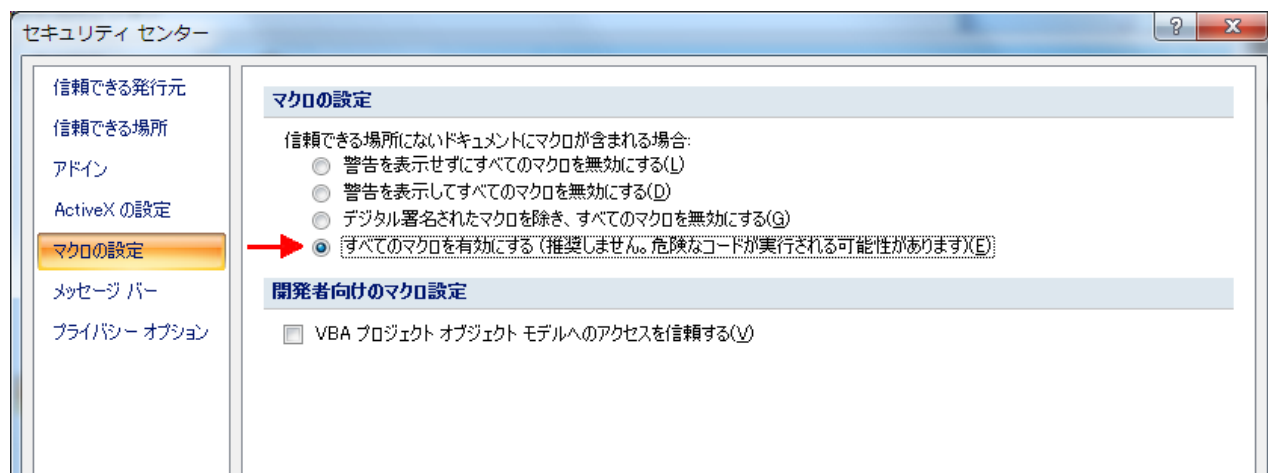 セキュリティ センター
信頼できる発行元
信頼できる場所
アドイン
ActiveX の設定
マクロの設定
メッセージ バー
プライバシー オプション
マクロの設定
信頼できる場所にないドキュメントにマクロが含まれる場合:
警告を表示せずにすべてのマクロを無効にする(L)
警告を表示してすべてのマクロを無効にする(D)
デジタル署名されたマクロを除き、すべてのマクロを無効にする(G)
すべてのマクロを有効にする (推奨しません。危険なコードが実行される可能性があります)(E)
開発者向けのマクロ設定
VBA プロジェクト オブジェクト モデルへのアクセスを信頼する(V)